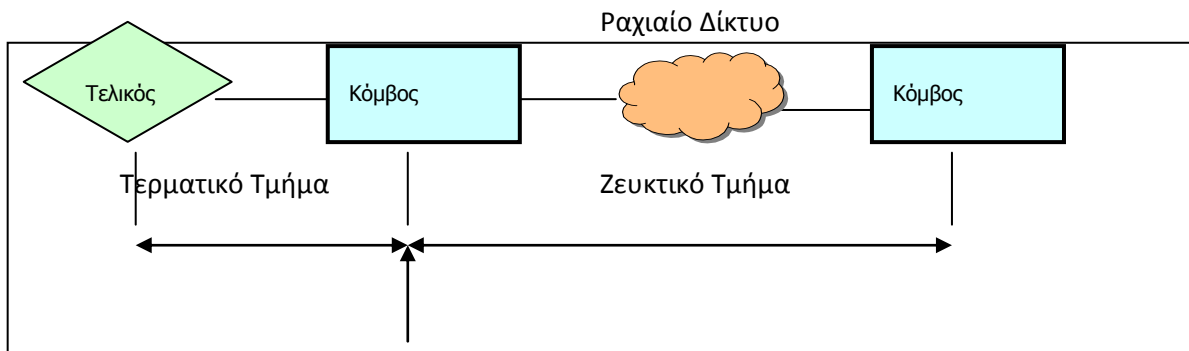 Ραχιαίο Δίκτυο
Τελικός
Κόμβος
Κόμβος
Τερματικό Τμήμα
Ζευκτικό Τμήμα